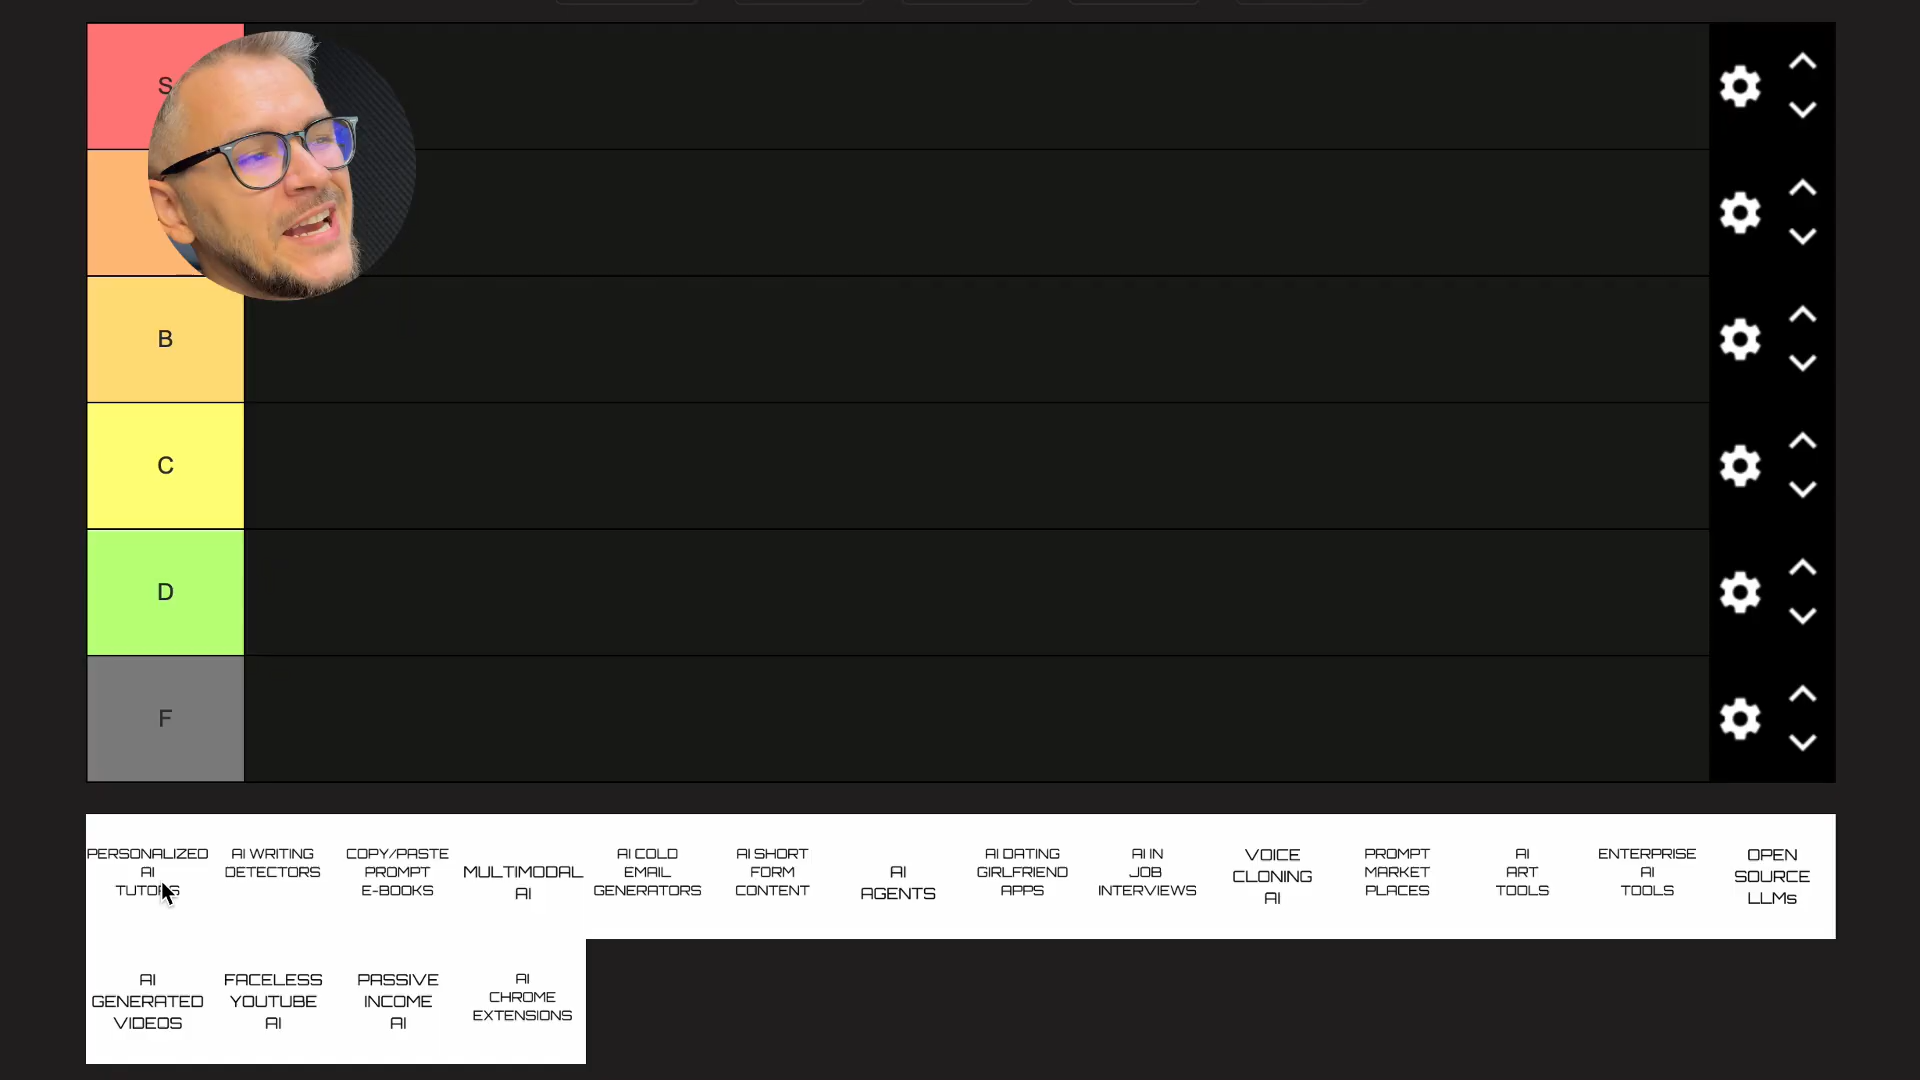 S
B
C
D
F
PERSONALIZED
AI
TUTORS
AI WRITING
DETECTORS
COPY/PASTE
PROMPT
E-BOOKS
MULTIMODAL
AI
AI COLD
EMAIL
GENERATORS
AI SHORT
FORM
CONTENT
AI
AGENTS
AI DATING
GIRLFRIEND
APPS
AI IN
JOB
INTERVIEWS
VOICE
CLONING
AI
PROMPT
MARKET
PLACES
AI
ART
TOOLS
ENTERPRISE
AI
TOOLS
OPEN
SOURCE
LLMs
AI
GENERATED
VIDEOS
FACELESS
YOUTUBE
AI
PASSIVE
INCOME
AI
AI
CHROME
EXTENSIONS